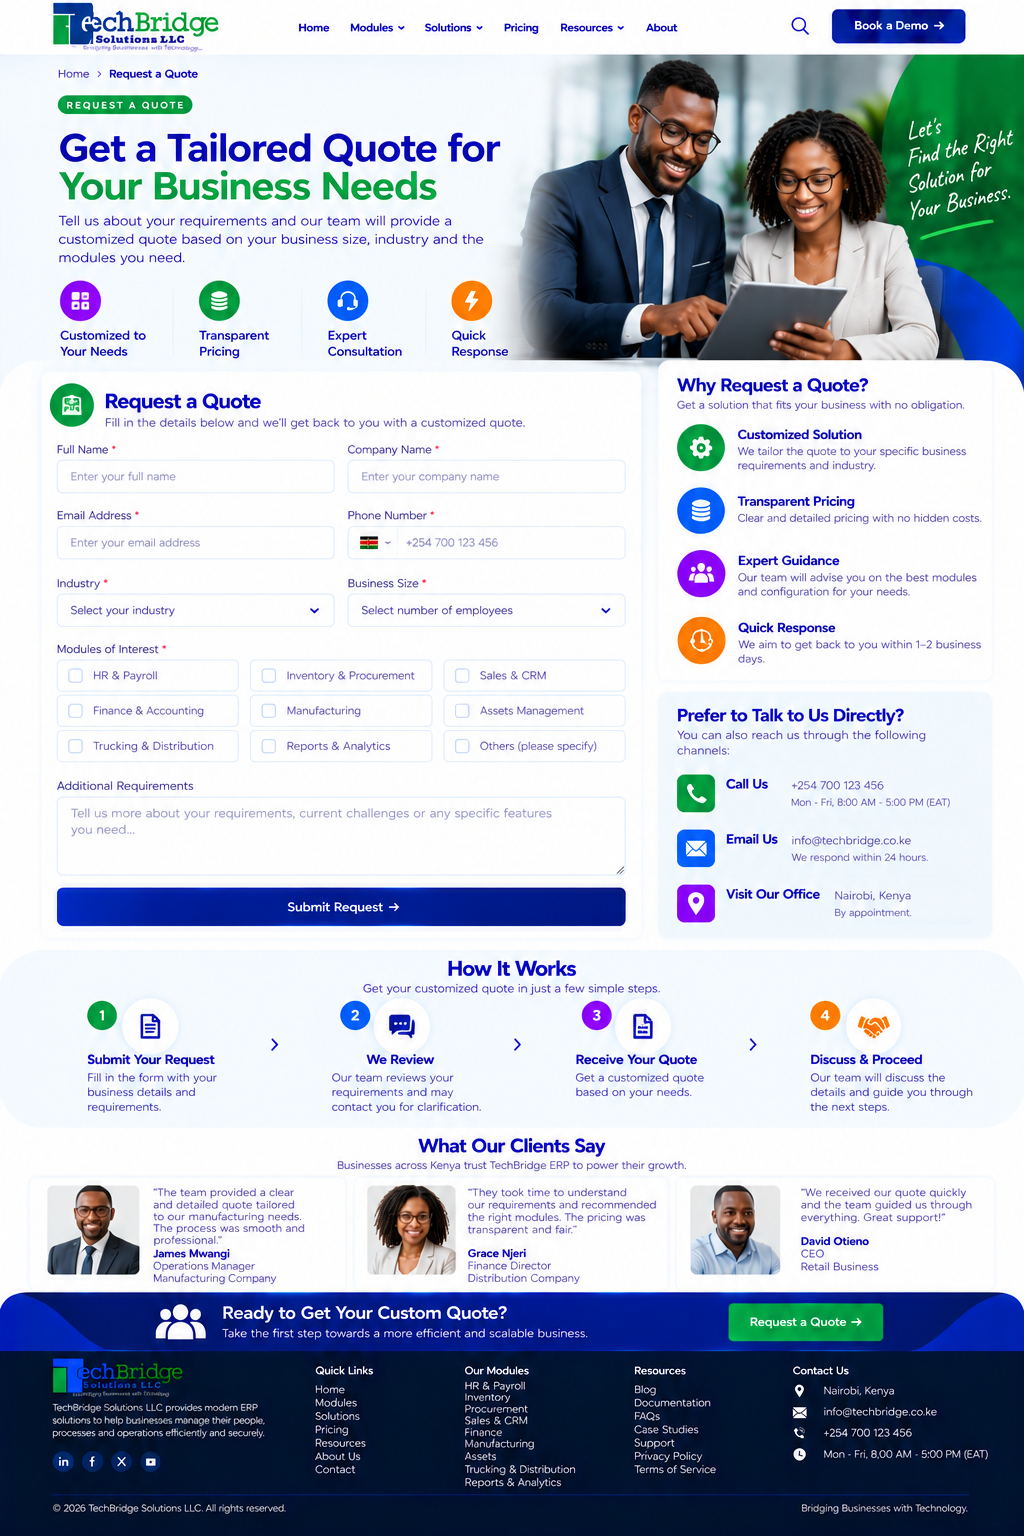 TechBridge
Solutions LLC
Bridging Businesses with Technology...
Home
Modules
Solutions
Pricing
Resources
About
Book a Demo →
Home > Request a Quote
REQUEST A QUOTE
Get a Tailored Quote for
Your Business Needs
Tell us about your requirements and our team will provide a
customized quote based on your business size, industry and the
modules you need.
Customized to
Your Needs
Transparent
Pricing
Expert
Consultation
Quick
Response
Let's
Find the Right
Solution for
Your Business.
Request a Quote
Fill in the details below and we'll get back to you with a customized quote.
Full Name *
Enter your full name
Company Name *
Enter your company name
Email Address *
Enter your email address
Phone Number *
+254 700 123 456
Industry *
Select your industry
Business Size *
Select number of employees
Modules of Interest *
HR & Payroll
Inventory & Procurement
Sales & CRM
Finance & Accounting
Manufacturing
Assets Management
Trucking & Distribution
Reports & Analytics
Others (please specify)
Additional Requirements
Tell us more about your requirements, current challenges or any specific features
you need...
Submit Request →
Why Request a Quote?
Get a solution that fits your business with no obligation.
Customized Solution
We tailor the quote to your specific business
requirements and industry.
Transparent Pricing
Clear and detailed pricing with no hidden costs.
Expert Guidance
Our team will advise you on the best modules
and configuration for your needs.
Quick Response
We aim to get back to you within 1–2 business
days.
Prefer to Talk to Us Directly?
You can also reach us through the following
channels:
Call Us
+254 700 123 456
Mon - Fri, 8:00 AM - 5:00 PM (EAT)
Email Us
info@techbridge.co.ke
We respond within 24 hours.
Visit Our Office
Nairobi, Kenya
By appointment.
How It Works
Get your customized quote in just a few simple steps.
1
Submit Your Request
Fill in the form with your
business details and
requirements.
2
We Review
Our team reviews your
requirements and may
contact you for clarification.
3
Receive Your Quote
Get a customized quote
based on your needs.
4
Discuss & Proceed
Our team will discuss the
details and guide you through
the next steps.
What Our Clients Say
Businesses across Kenya trust TechBridge ERP to power their growth.
"The team provided a clear
and detailed quote tailored
to our manufacturing needs.
The process was smooth and
professional."
James Mwangi
Operations Manager
Manufacturing Company
"They took time to understand
our requirements and recommended
the right modules. The pricing was
transparent and fair."
Grace Njeri
Finance Director
Distribution Company
"We received our quote quickly
and the team guided us through
everything. Great support!"
David Otieno
CEO
Retail Business
Ready to Get Your Custom Quote?
Take the first step towards a more efficient and scalable business.
Request a Quote →
TechBridge
Solutions LLC
Bridging Businesses with Technology
TechBridge Solutions LLC provides modern ERP
solutions to help businesses manage their people,
processes and operations efficiently and securely.
Quick Links
Home
Modules
Solutions
Pricing
Resources
About Us
Contact
Our Modules
HR & Payroll
Inventory
Procurement
Sales & CRM
Finance
Manufacturing
Assets
Trucking & Distribution
Reports & Analytics
Resources
Blog
Documentation
FAQs
Case Studies
Support
Privacy Policy
Terms of Service
Contact Us
Nairobi, Kenya
info@techbridge.co.ke
+254 700 123 456
Mon - Fri, 8,00 AM - 5:00 PM (EAT)
© 2026 TechBridge Solutions LLC. All rights reserved.
Bridging Businesses with Technology.